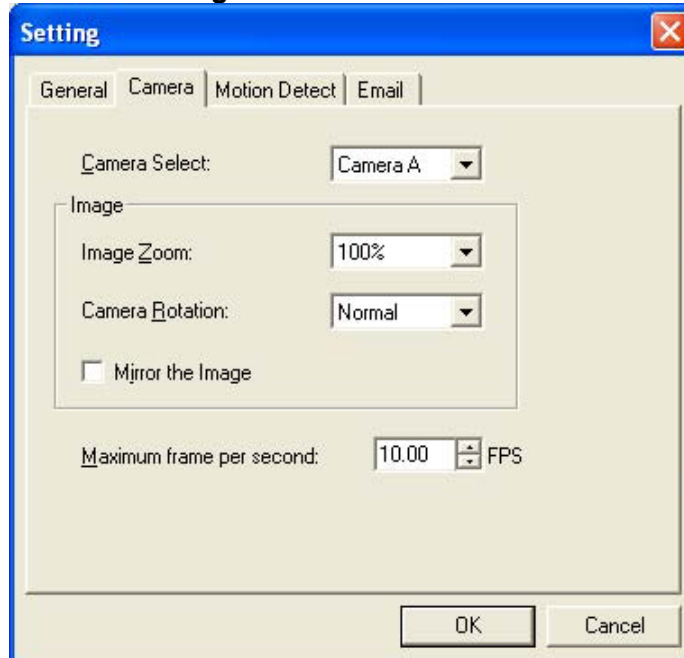 Setting
General Camera Motion Detect Email
Camera Select: Camera A
Image
Image Zoom: 100%
Camera Rotation: Normal
Mirror the Image
Maximum frame per second: 10.00 FPS
OK Cancel